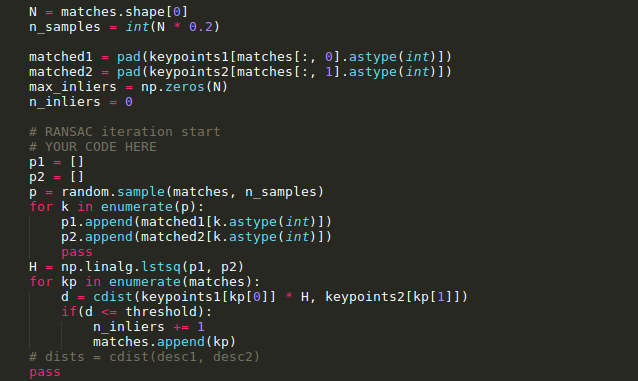 N = matches.shape[0]
n_samples = int(N * 0.2)
matched1 = pad(keypoints1[matches[:, 0].astype(int)])
matched2 = pad(keypoints2[matches[:, 1].astype(int)])
max_inliers = np.zeros(N)
n_inliers = 0
# RANSAC iteration start
# YOUR CODE HERE
p1 = []
p2 = []
p = random.sample(matches, n_samples)
for k in enumerate(p):
p1.append(matched1[k.astype(int)])
p2.append(matched2[k.astype(int)])
pass
H = np.linalg.lstsq(p1, p2)
for kp in enumerate(matches):
d = cdist(keypoints1[kp[0]] * H, keypoints2[kp[1]])
if(d <= threshold):
n_inliers += 1
matches.append(kp)
# dists = cdist(desc1, desc2)
pass